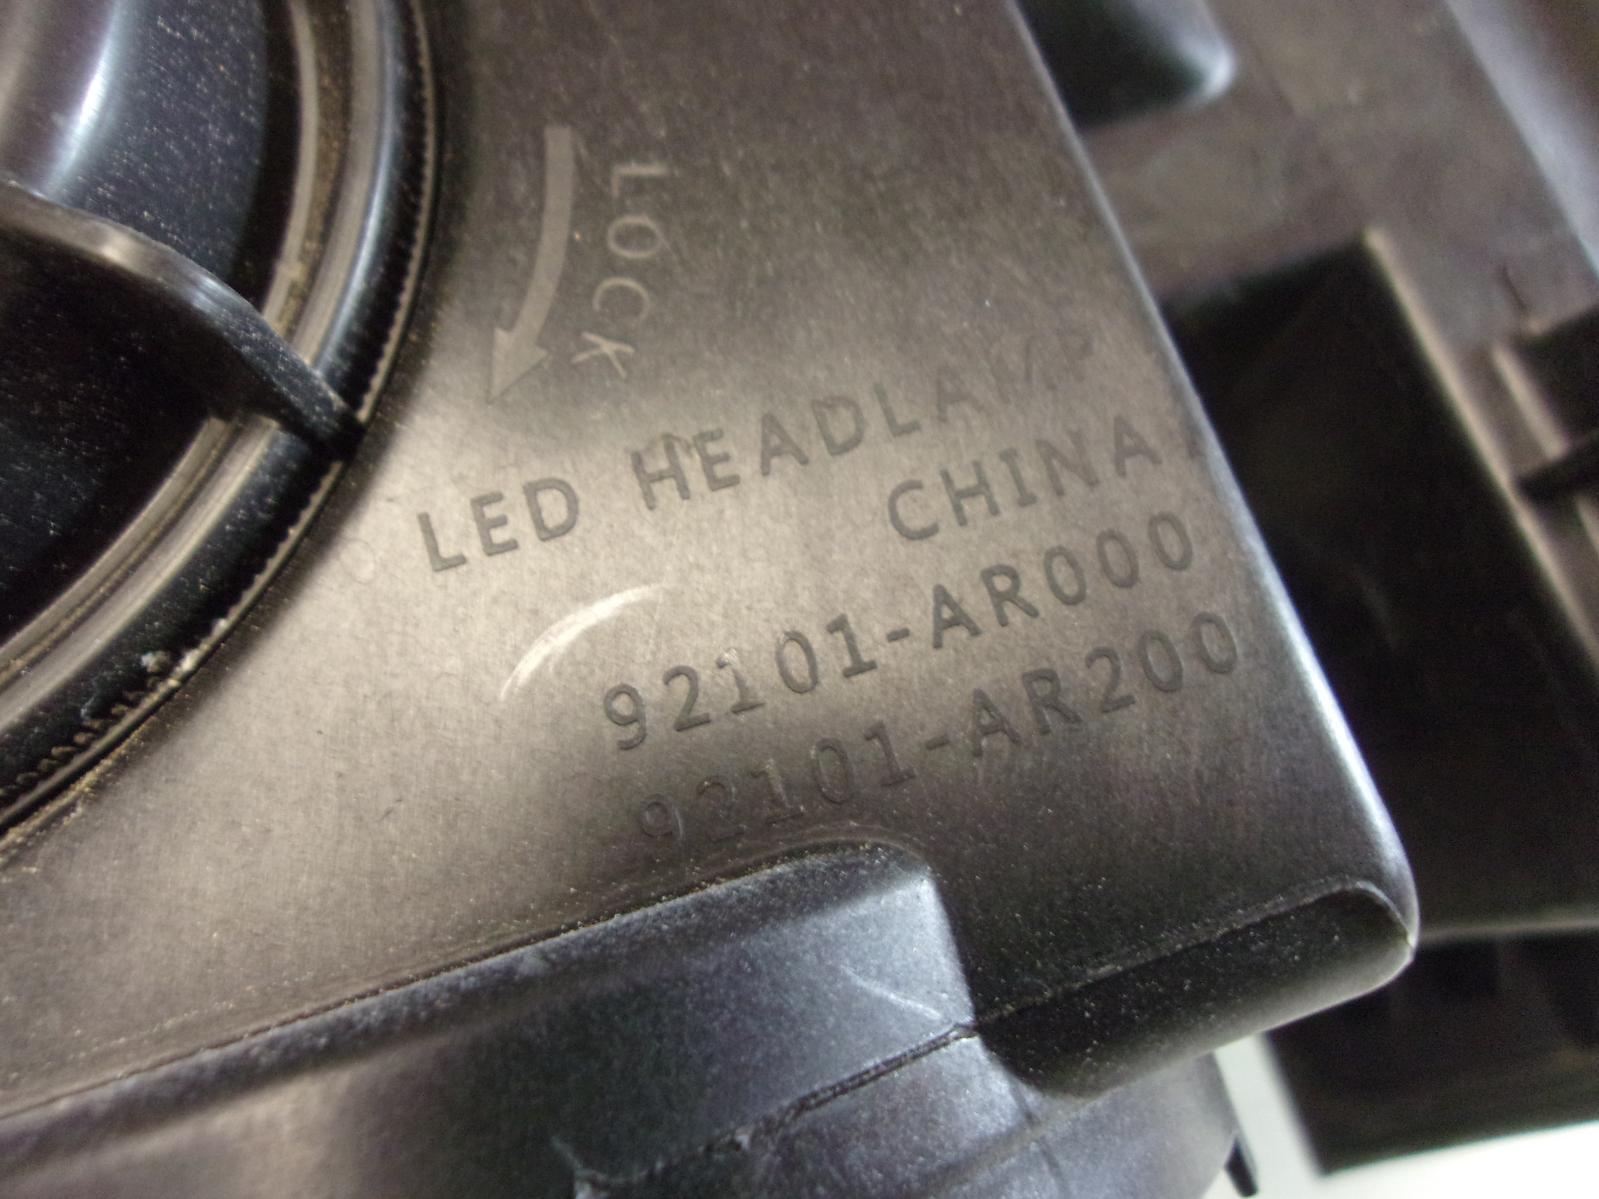 LOCK
LED HEADLAMP
CHINA
92101-AR000
92101-AR200